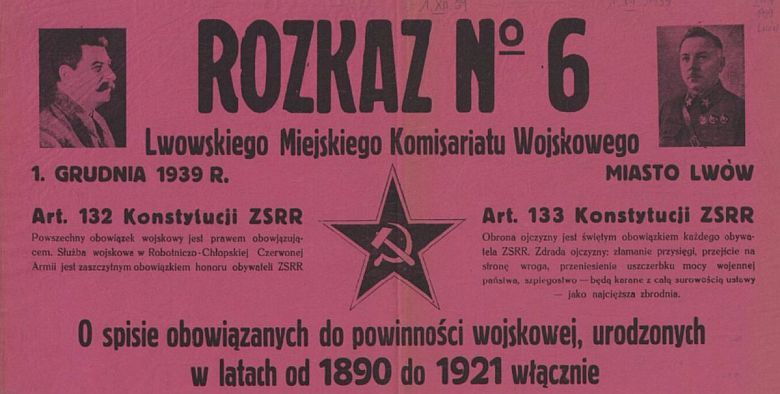 1 XII 39
ROZKAZ Nº 6
Lwowskiego Miejskiego Komisariatu Wojskowego
1. GRUDNIA 1939 R.
MIASTO LWÓW
Art. 132 Konstytucji ZSRR
Powszechny obowiązek wojskowy jest prawem obowiązują-
cem. Służba wojskowa w Robotniczo-Chłopskiej Czerwonej
Armii jest zaszczytnym obowiązkiem honoru obywateli ZSRR
Art. 133 Konstytucji ZSRR
Obrona ojczyzny jest świętym obowiązkiem każdego obywa-
tela ZSRR. Zdrada ojczyzny: złamanie przysięgi, przejście na
stronę wroga, przeniesienie uszczerbku mocy wojennej
państwa, szpiegostwo — będą karane z całą surowością ustawy
— jako najcięższa zbrodnia.
O spisie obowiązanych do powinności wojskowej, urodzonych
w latach od 1890 do 1921 włącznie